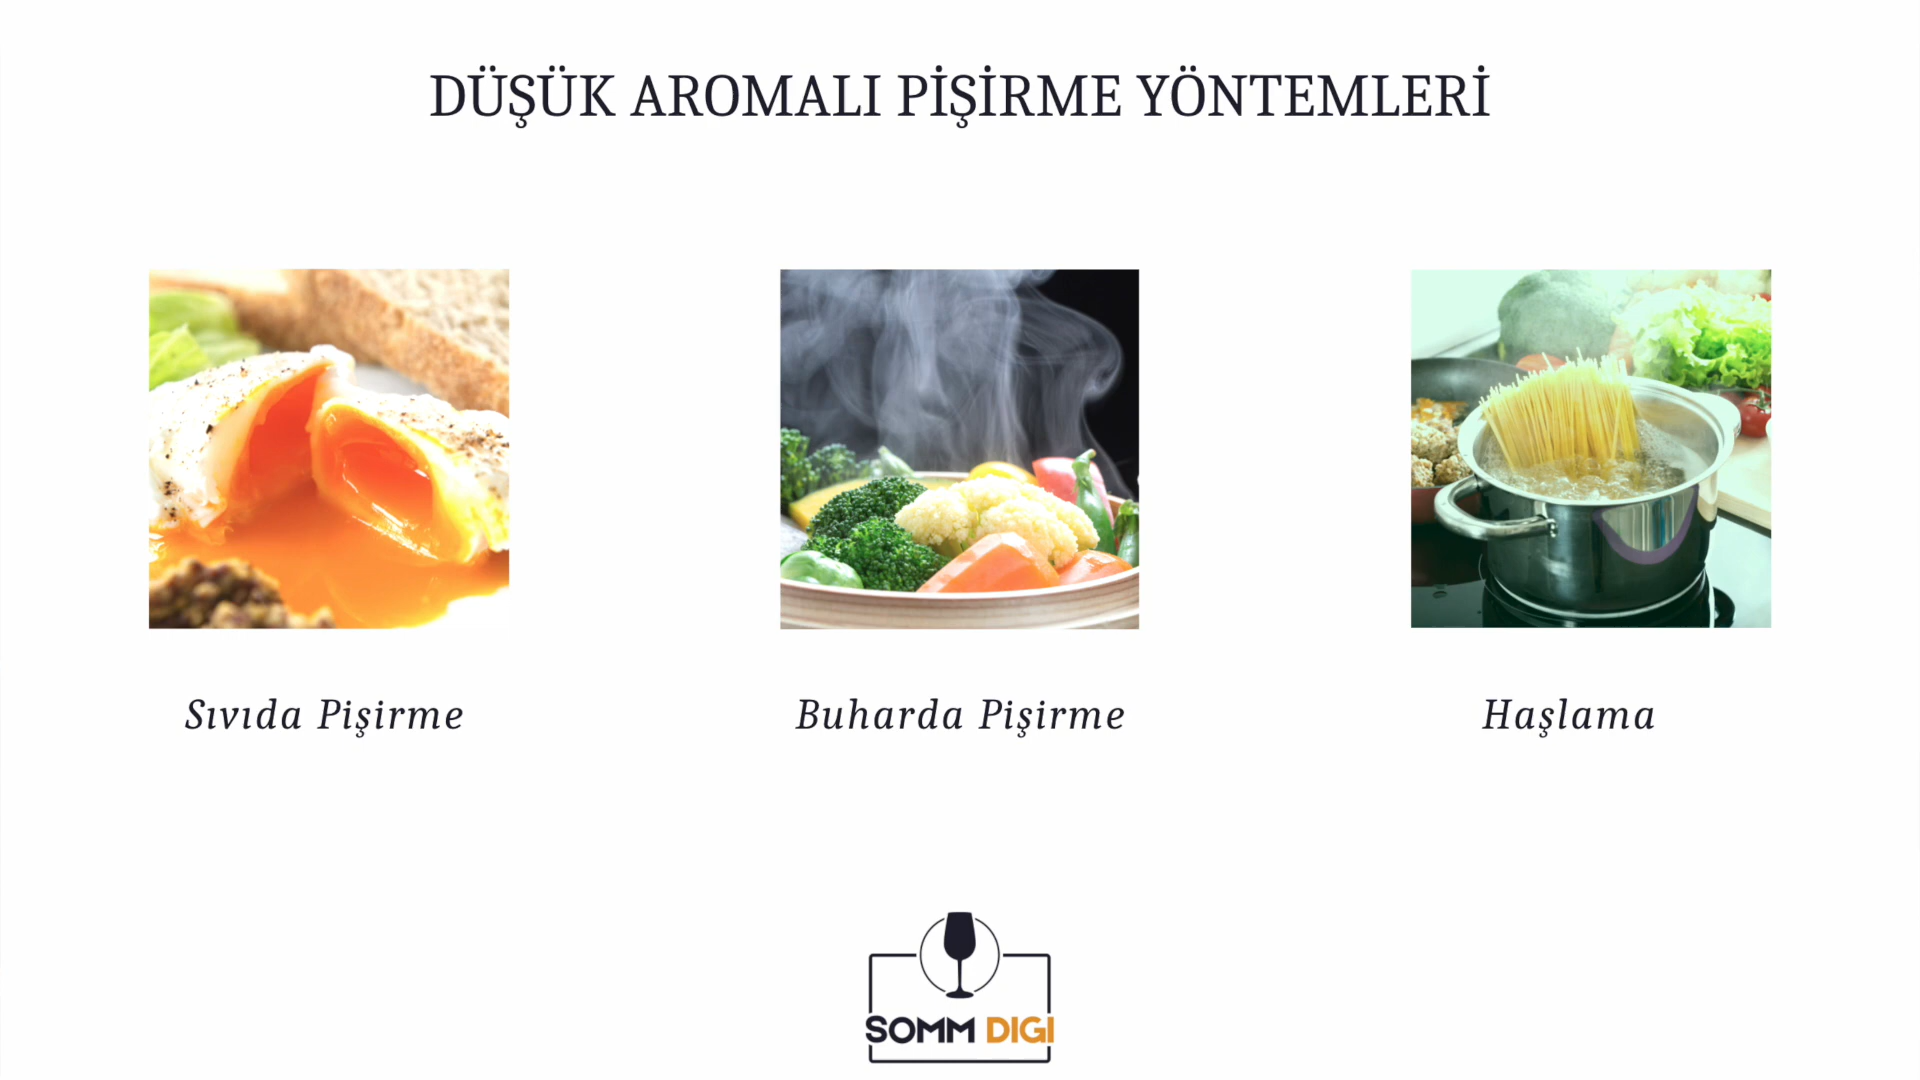 DÜŞÜK AROMALI PİŞİRME YÖNTEMLERİ
Sıvıda Pişirme
Buharda Pişirme
Haşlama
SOMM DIGI